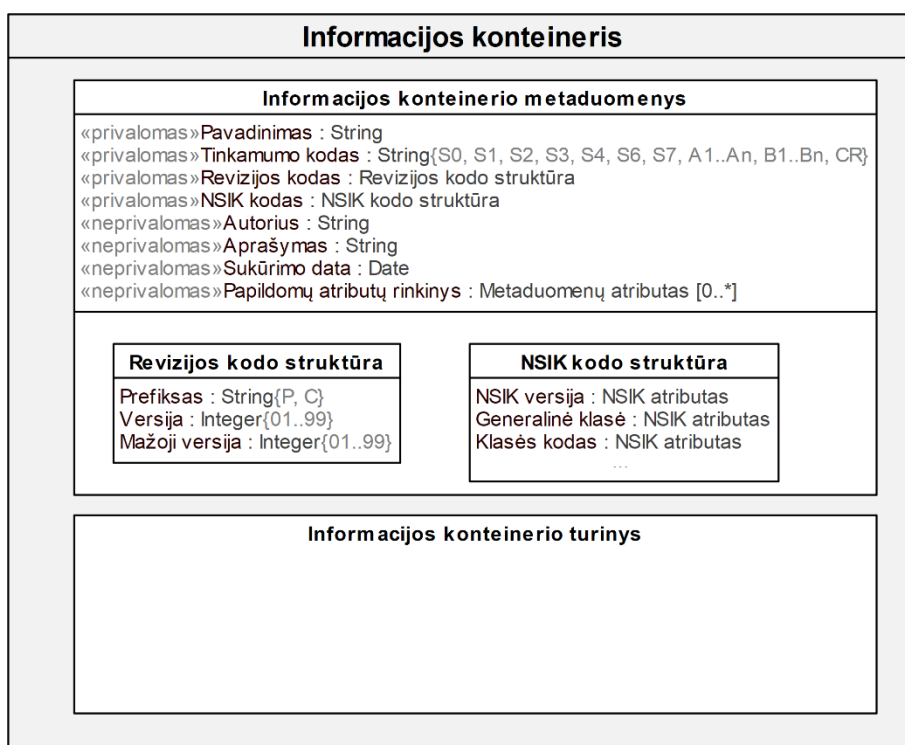 Informacijos konteineris
Informacijos konteinerio metaduomenys
«privalomas»Pavadinimas : String
«privalomas»Tinkamumo kodas : String{S0, S1, S2, S3, S4, S6, S7, A1..An, B1..Bn, CR}
«privalomas»Revizijos kodas : Revizijos kodo struktūra
«privalomas»NSIK kodas : NSIK kodo struktūra
«neprivalomas»Autorius : String
«neprivalomas»Aprašymas : String
«neprivalomas»Sukūrimo data : Date
«neprivalomas»Papildomų atributų rinkinys : Metaduomenų atributas [0..*]
Revizijos kodo struktūra
Prefiksas : String{P, C}
Versija : Integer{01..99}
Mažoji versija : Integer{01..99}
NSIK kodo struktūra
NSIK versija : NSIK atributas
Generalinė klasė : NSIK atributas
Klasės kodas : NSIK atributas
...
Informacijos konteinerio turinys